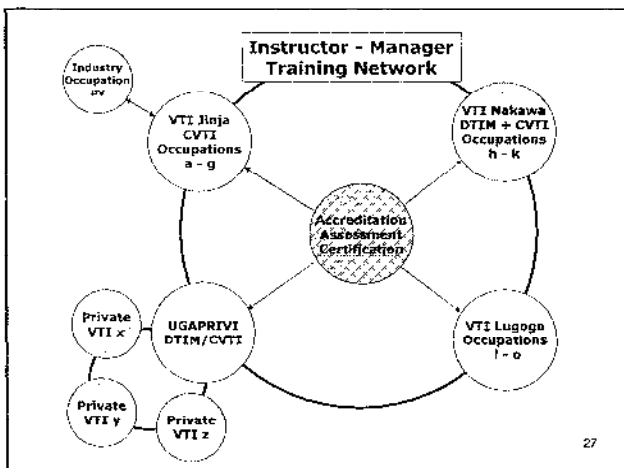 Instructor - Manager
Training Network
Industry
Occupation
VTI Jinja
CVTI
Occupations
a - g
VTI Nakawa
DTIM + CVTI
Occupations
h - k
Accreditation
Assessment
Certification
UGAPRIVI
DTIM/CVTI
VTI Lugogo
Occupations
l - o
Private
VTI x
Private
VTI y
Private
VTI z
27